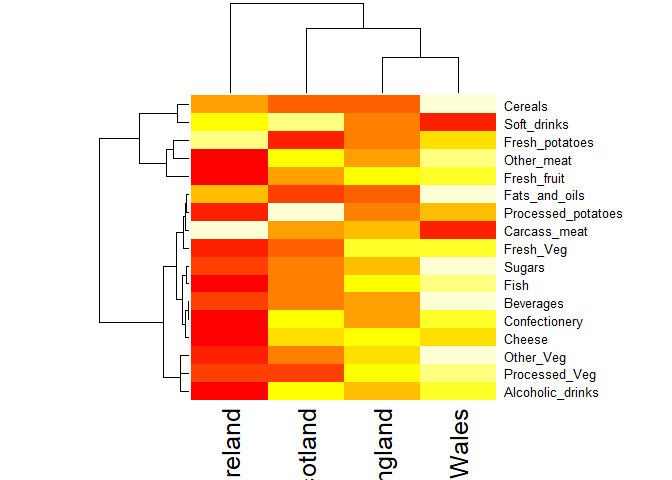 Cereals
Soft_drinks
Fresh_potatoes
Other_meat
Fresh_fruit
Fats_and_oils
Processed_potatoes
Carcass_meat
Fresh_Veg
Sugars
Fish
Beverages
Confectionery
Cheese
Other_Veg
Processed_Veg
Alcoholic_drinks
reland
otland
ngland
Wales